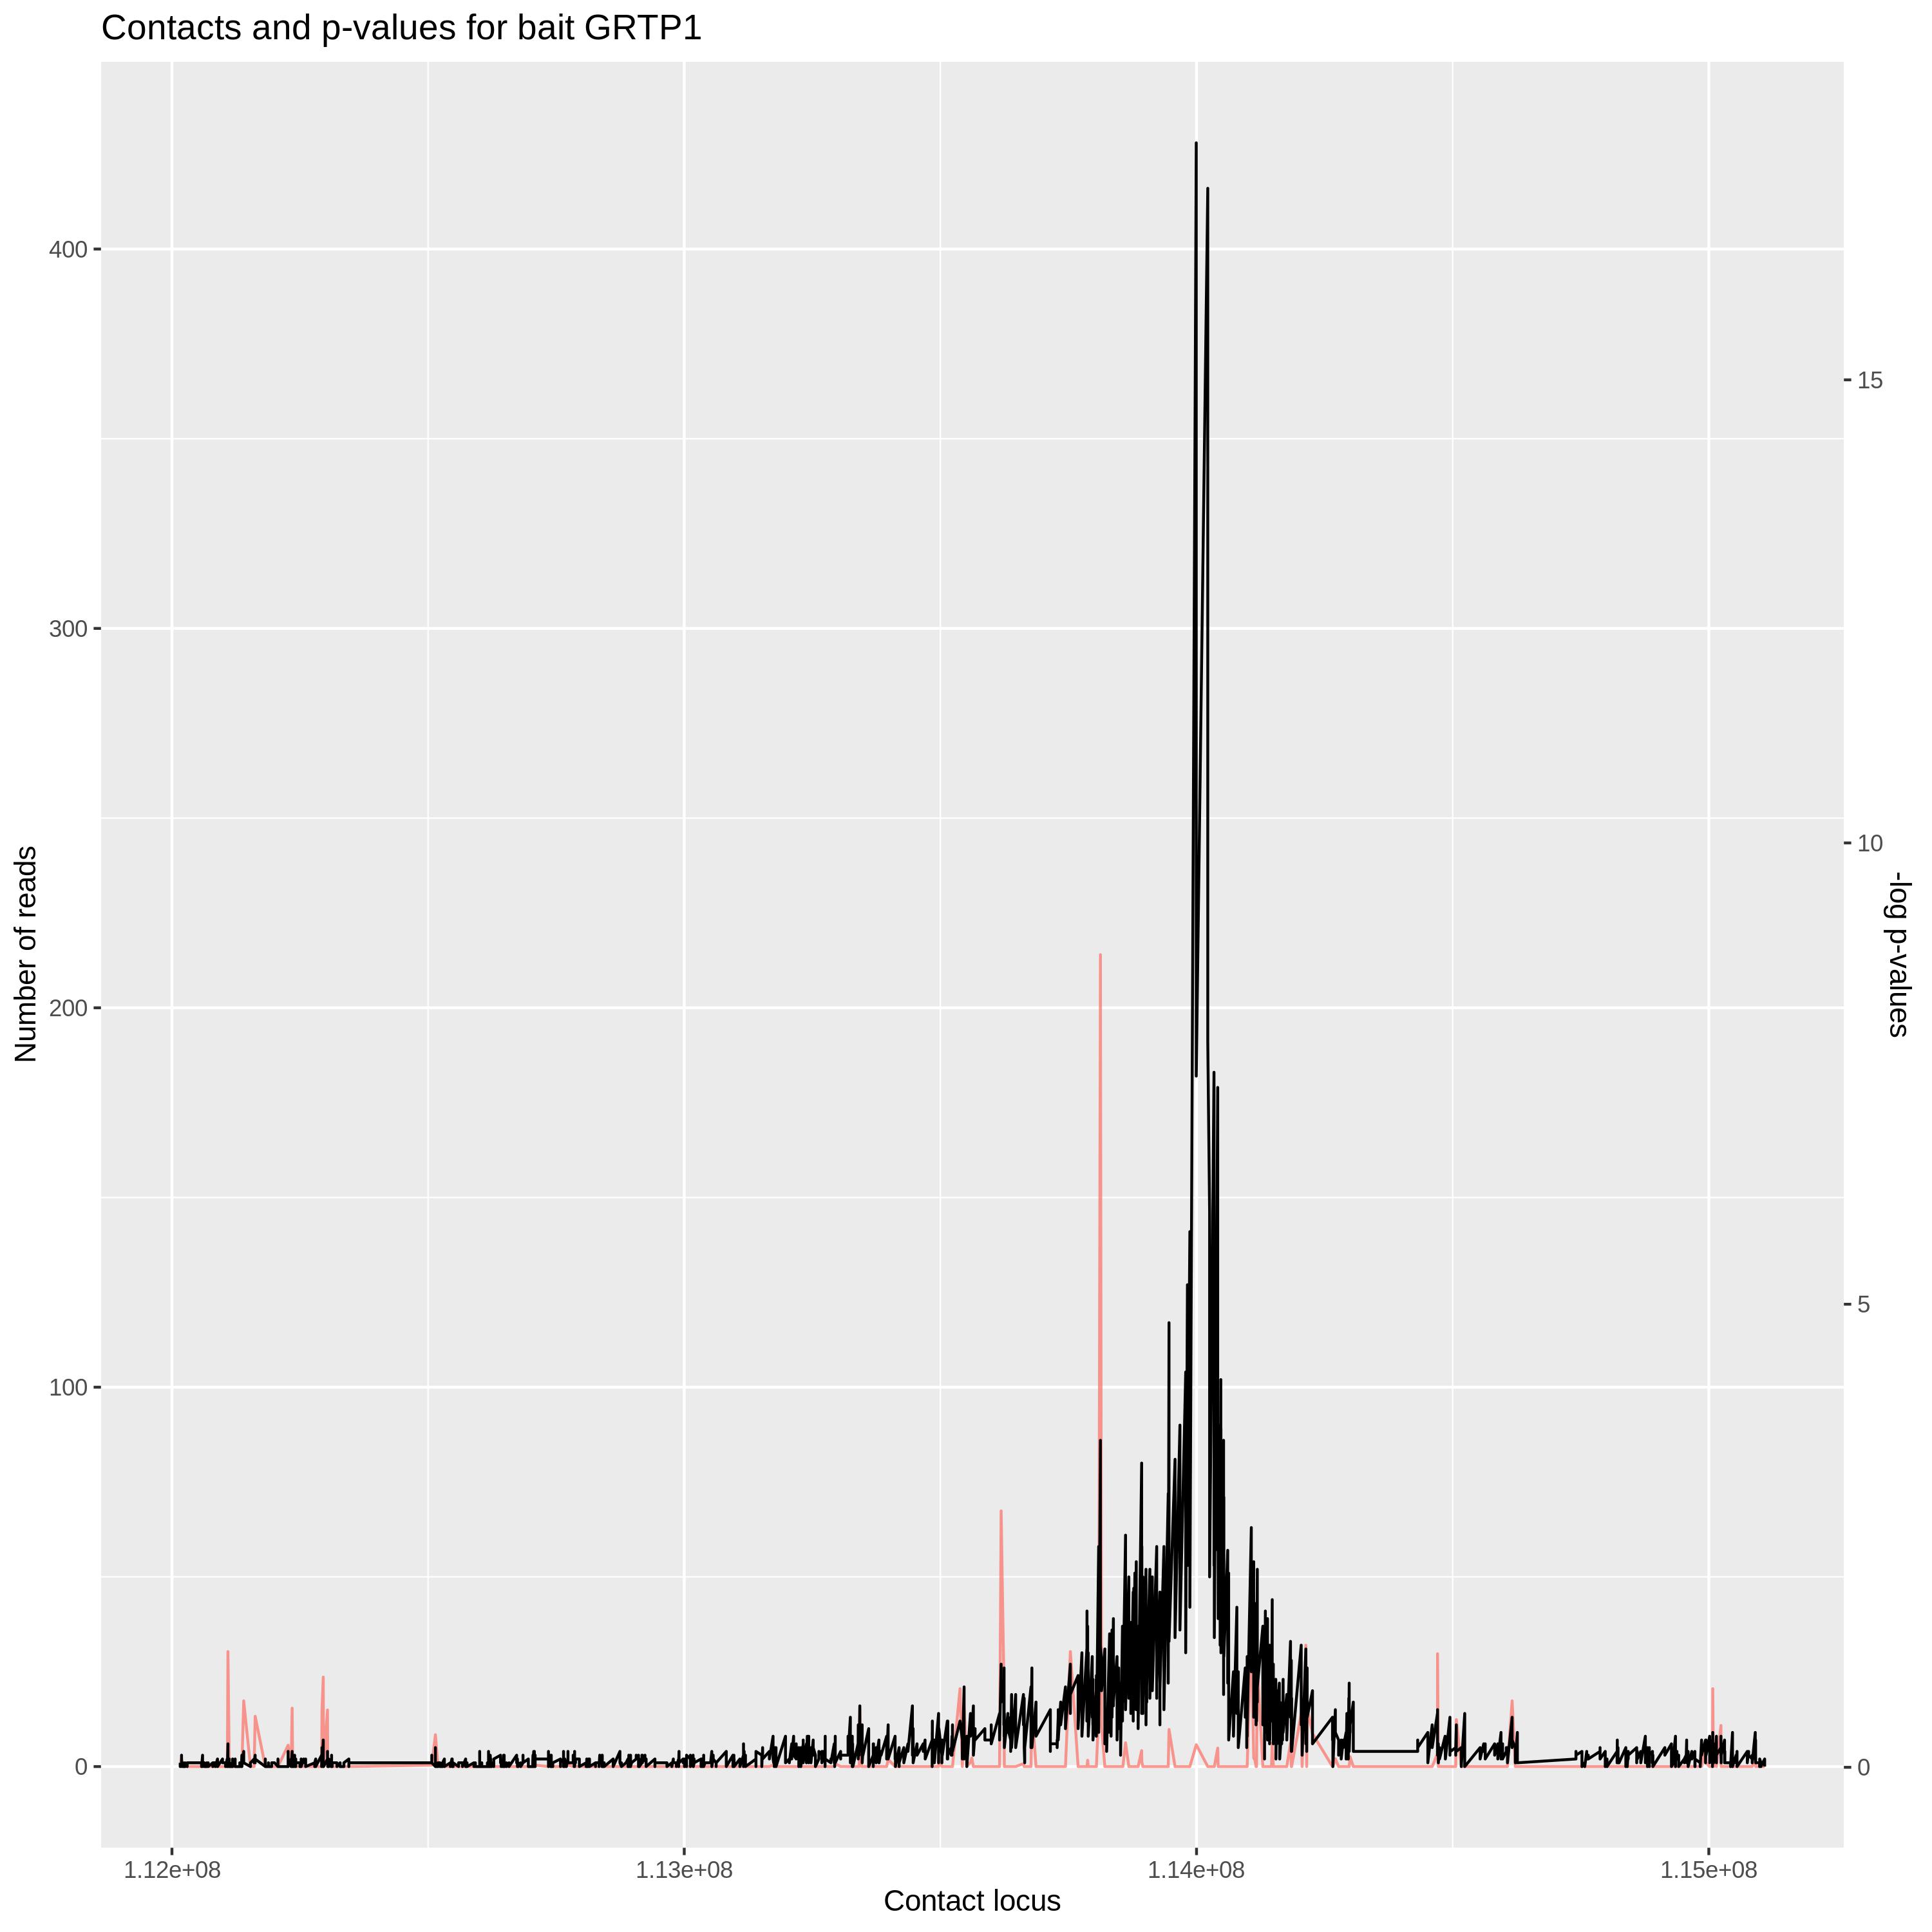 Contacts and p-values for bait GRTP1
Number of reads
400
300
200
100
0
15
10
5
0
-log p-values
1.12e+08 1.13e+08 1.14e+08 1.15e+08
Contact locus